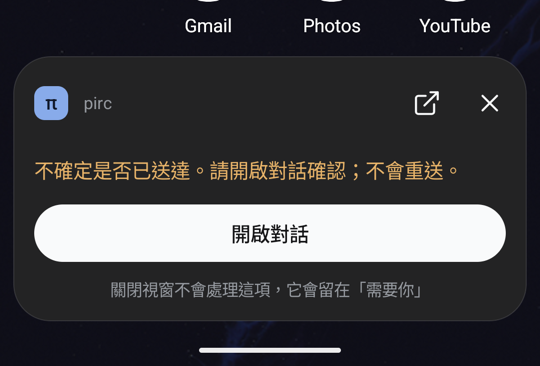 Gmail
Photos
YouTube
π
pirc
不確定是否已送達。請開啟對話確認；不會重送。
開啟對話
關閉視窗不會處理這項，它會留在「需要你」